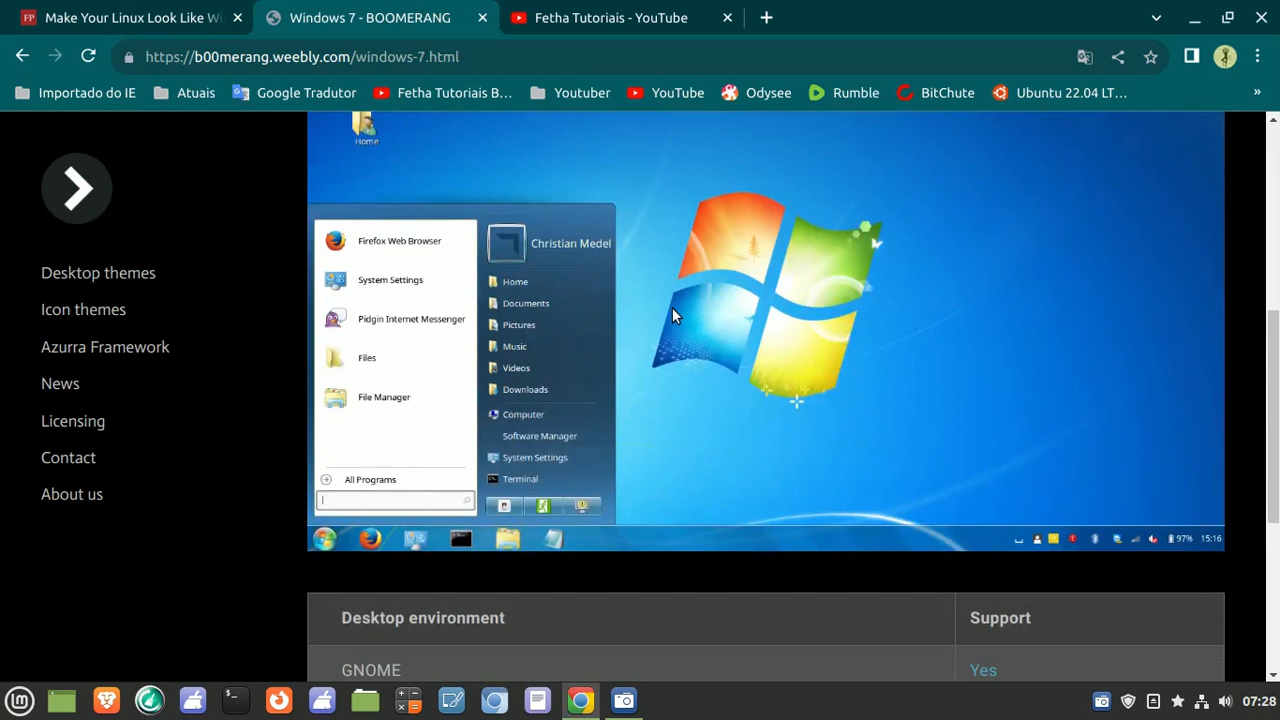 Make Your Linux Look Like Wi
Windows 7 - BOOMERANG
Fetha Tutoriais - YouTube
https://b00merang.weebly.com/windows-7.html
Importado do IE
Atuais
Google Tradutor
Fetha Tutoriais B...
Youtuber
YouTube
Odysee
Rumble
BitChute
Ubuntu 22.04 LT...
»
Desktop themes
Icon themes
Azurra Framework
News
Licensing
Contact
About us
Home
Firefox Web Browser
System Settings
Pidgin Internet Messenger
Files
File Manager
All Programs
Christian Medel
Home
Documents
Pictures
Music
Videos
Downloads
Computer
Software Manager
System Settings
Terminal
97% 15:16
Desktop environment
Support
GNOME
Yes
07:28